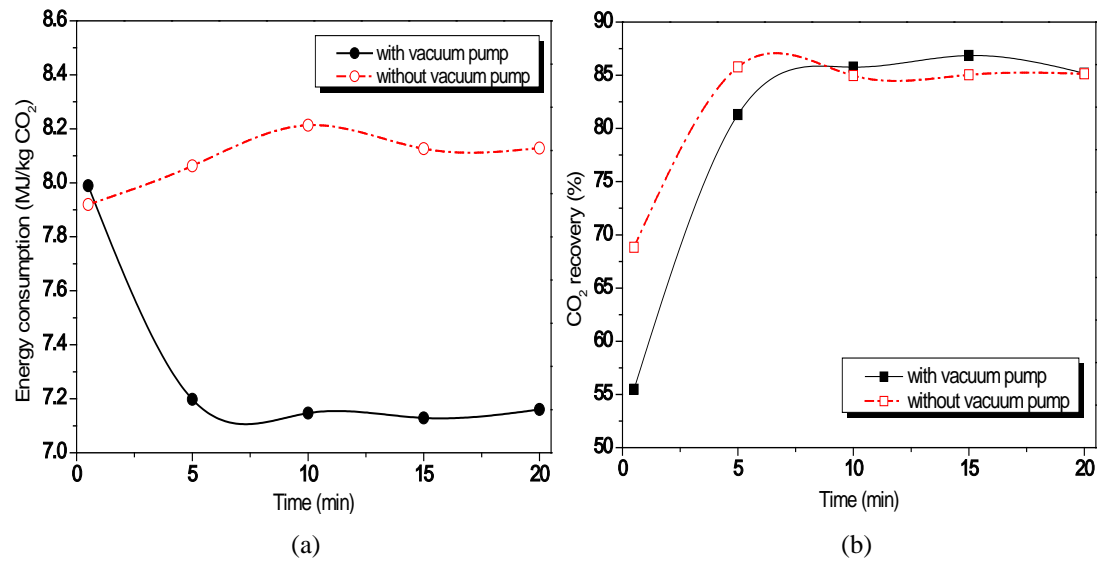 8.6
8.4
8.2
8.0
7.8
7.6
7.4
7.2
7.0
Energy consumption (MJ/kg CO₂)
with vacuum pump
without vacuum pump
0 5 10 15 20
Time (min)
(a)
90
85
80
75
70
65
60
55
50
CO₂ recovery (%)
with vacuum pump
without vacuum pump
0 5 10 15 20
Time (min)
(b)